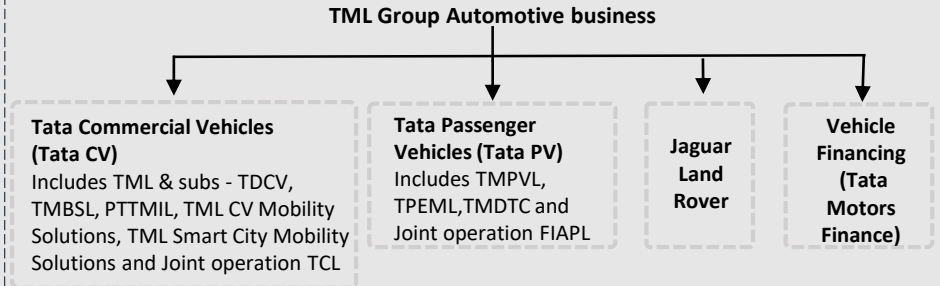 TML Group Automotive business
Tata Commercial Vehicles
(Tata CV)
Includes TML & subs - TDCV,
TMBSL, PTTMIL, TML CV Mobility
Solutions, TML Smart City Mobility
Solutions and Joint operation TCL
Tata Passenger
Vehicles (Tata PV)
Includes TMPVL,
TPEML,TMDTC and
Joint operation FIAPL
Jaguar
Land
Rover
Vehicle
Financing
(Tata
Motors
Finance)